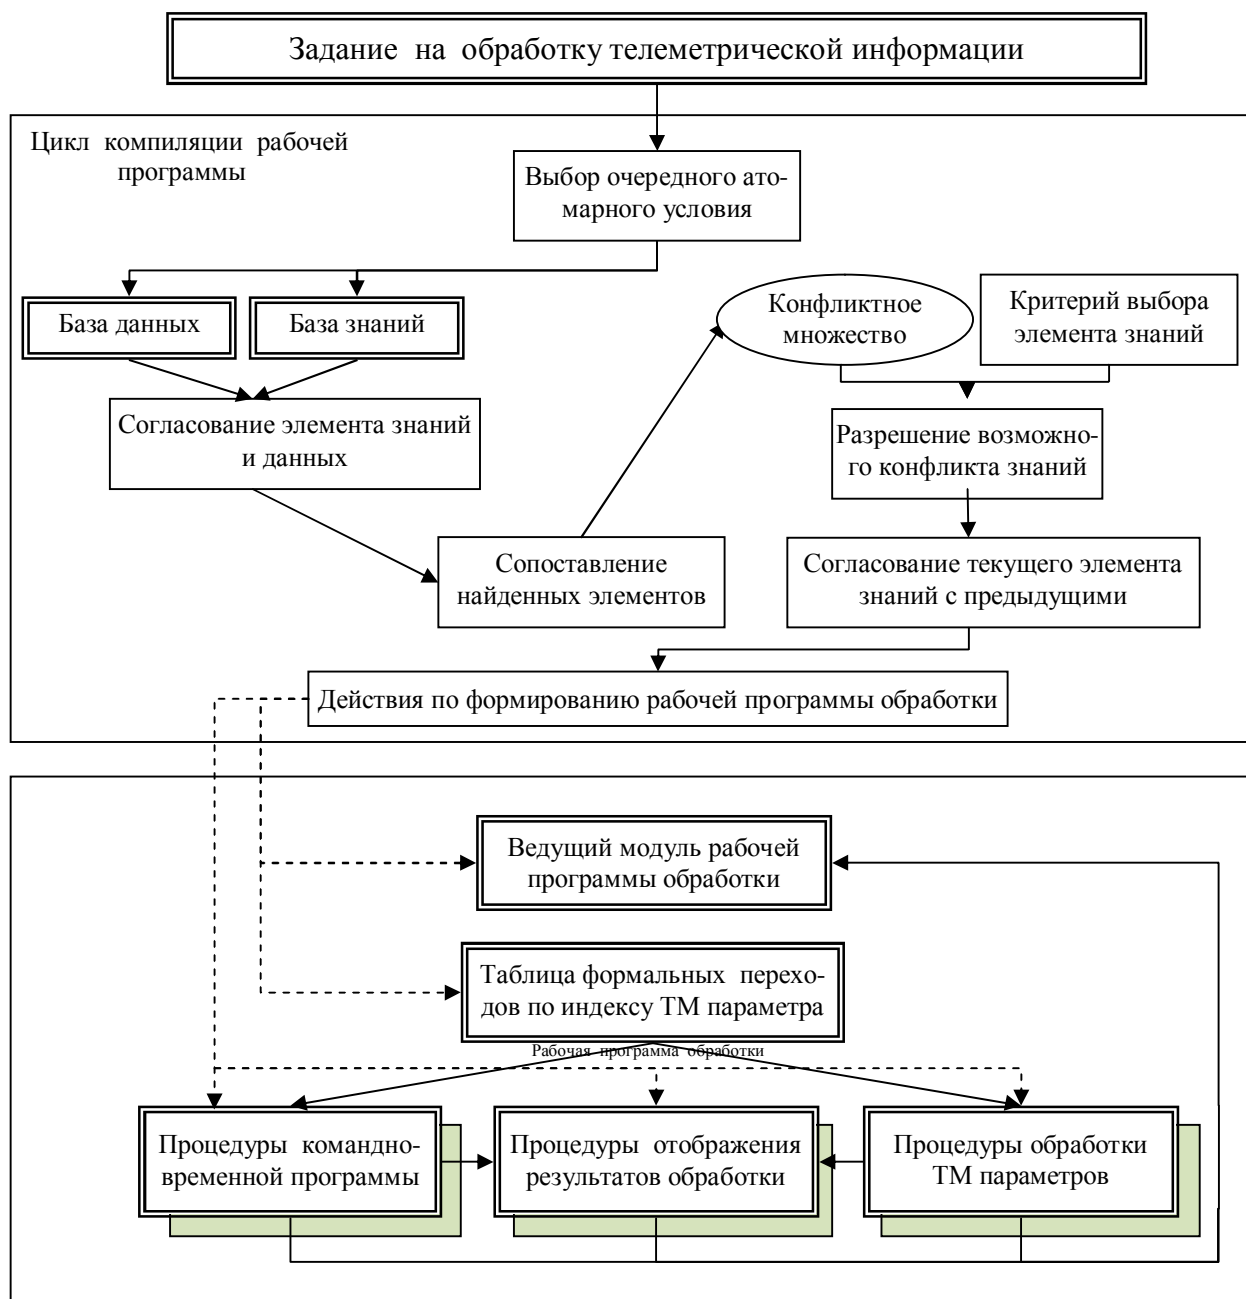 Задание на обработку телеметрической информации
Цикл компиляции рабочей
программы
Выбор очередного ато-
марного условия
База данных
База знаний
Конфликтное
множество
Критерий выбора
элемента знаний
Согласование элемента знаний
и данных
Разрешение возможно-
го конфликта знаний
Сопоставление
найденных элементов
Согласование текущего элемента
знаний с предыдущими
Действия по формированию рабочей программы обработки
Ведущий модуль рабочей
программы обработки
Таблица формальных перехо-
дов по индексу ТМ параметра
Рабочая программа обработки
Процедуры командно-
временной программы
Процедуры отображения
результатов обработки
Процедуры обработки
ТМ параметров